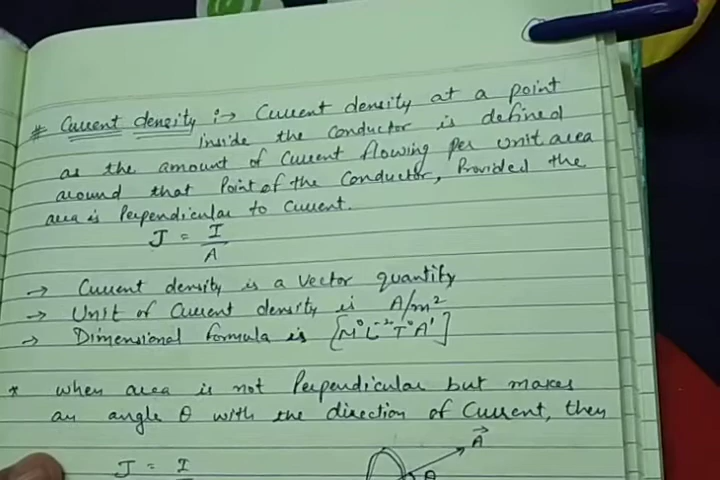 # Current density :→ Current density at a point
inside the conductor is defined
as the amount of current flowing per unit area
around that Point of the conductor, Provided the
area is Perpendicular to current.
J = I/A
→ Current density is a vector quantity
→ Unit of current density is A/m²
→ Dimensional formula is [M⁰L⁻²T⁰A¹]
* when area is not Perpendicular but makes
an angle θ with the direction of current, then
A⃗
θ
J = I